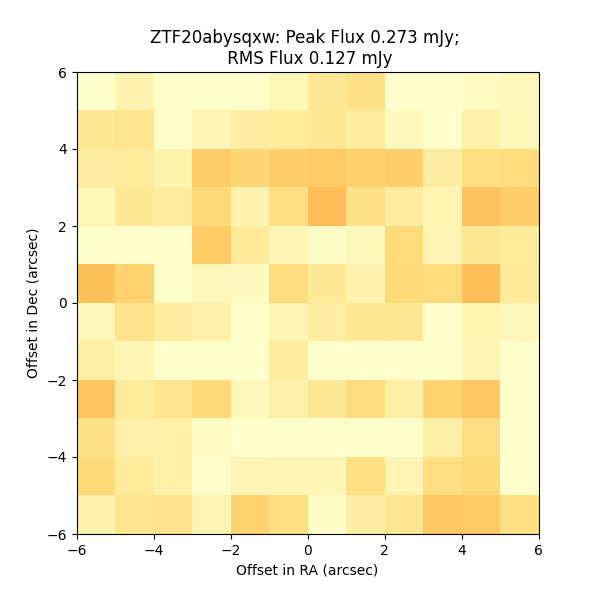 ZTF20abysqxw: Peak Flux 0.273 mJy;
RMS Flux 0.127 mJy
6
4
2
0
−2
−4
−6
Offset in Dec (arcsec)
−6 −4 −2 0 2 4 6
Offset in RA (arcsec)